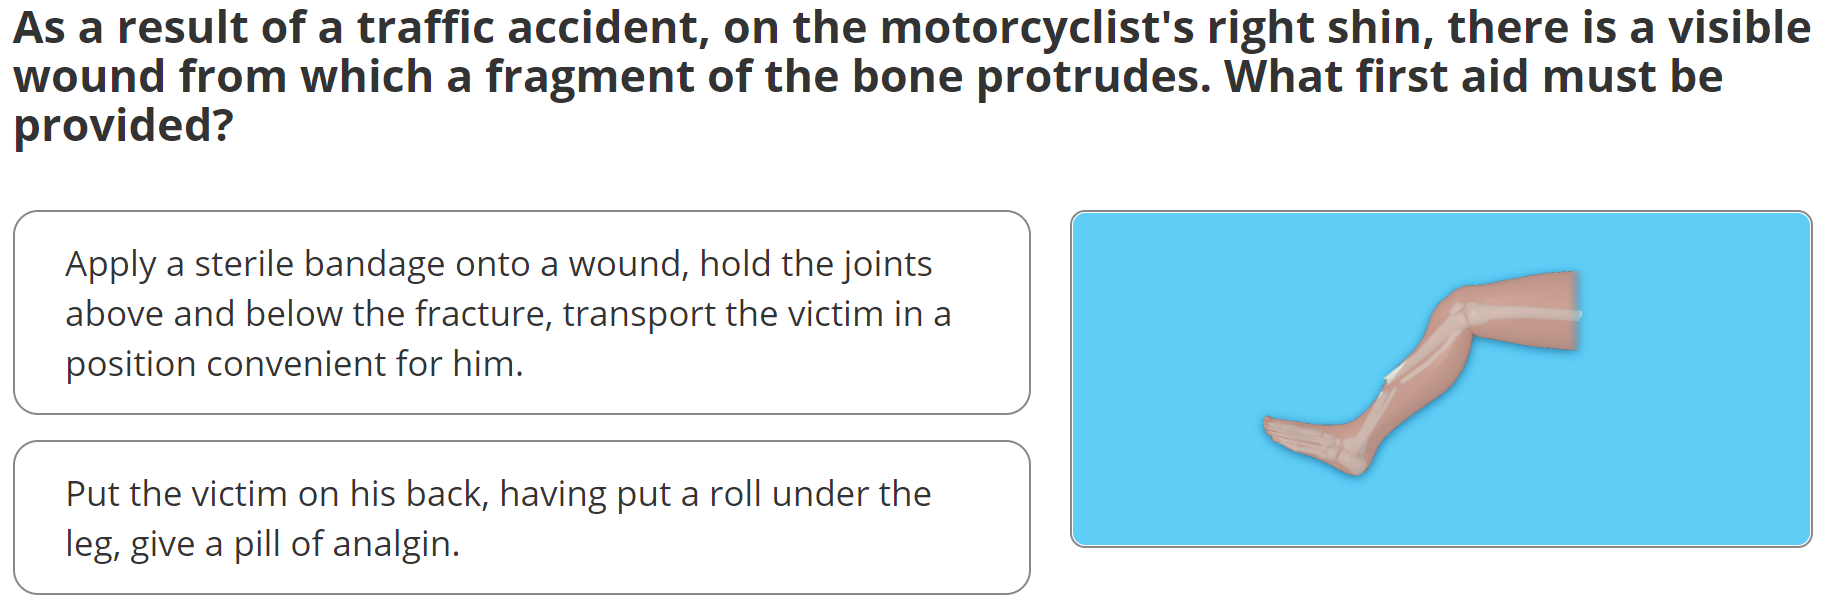 As a result of a traffic accident, on the motorcyclist's right shin, there is a visible
wound from which a fragment of the bone protrudes. What first aid must be
provided?
Apply a sterile bandage onto a wound, hold the joints
above and below the fracture, transport the victim in a
position convenient for him.
Put the victim on his back, having put a roll under the
leg, give a pill of analgin.